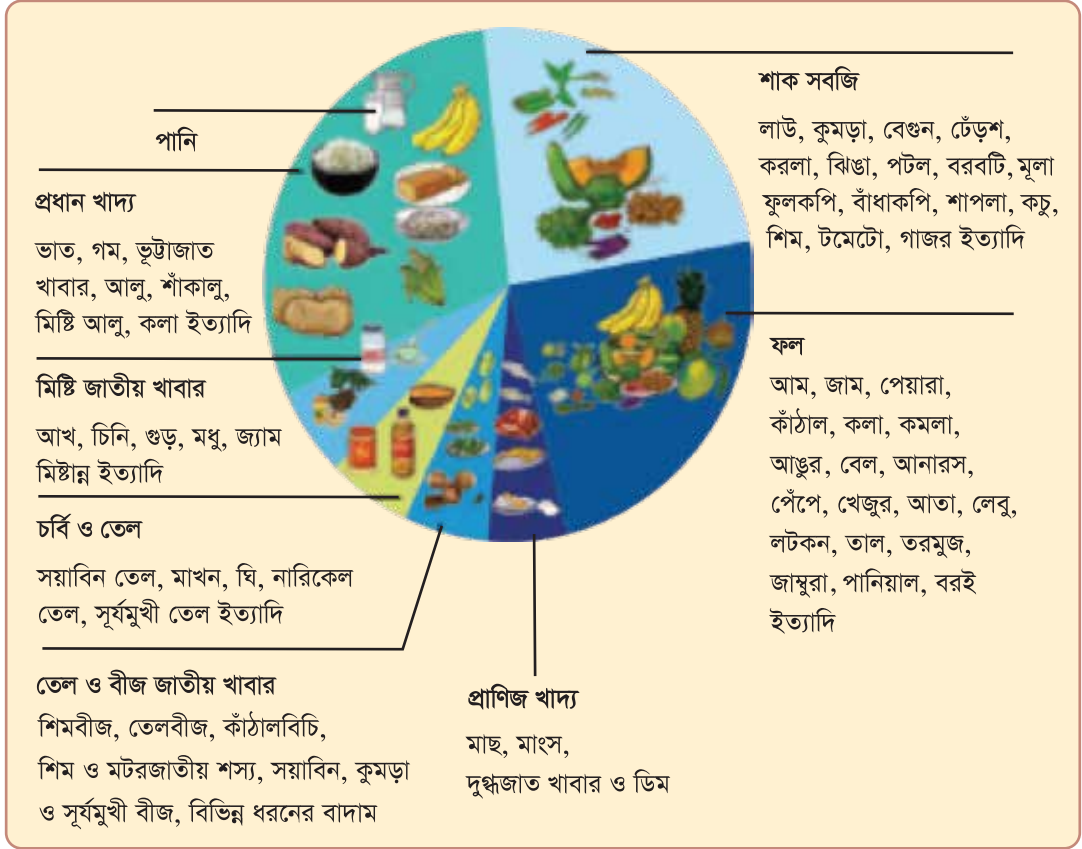 পানি
প্রধান খাদ্য
ভাত, গম, ভূট্টাজাত
খাবার, আলু, শাঁকালু,
মিষ্টি আলু, কলা ইত্যাদি
মিষ্টি জাতীয় খাবার
আখ, চিনি, গুড়, মধু, জ্যাম
মিষ্টান্ন ইত্যাদি
চর্বি ও তেল
সয়াবিন তেল, মাখন, ঘি, নারিকেল
তেল, সূর্যমুখী তেল ইত্যাদি
তেল ও বীজ জাতীয় খাবার
শিমবীজ, তেলবীজ, কাঁঠালবিচি,
শিম ও মটরজাতীয় শস্য, সয়াবিন, কুমড়া
ও সূর্যমুখী বীজ, বিভিন্ন ধরনের বাদাম
প্রাণিজ খাদ্য
মাছ, মাংস,
দুগ্ধজাত খাবার ও ডিম
শাক সবজি
লাউ, কুমড়া, বেগুন, ঢেঁড়শ,
করলা, ঝিঙা, পটল, বরবটি, মূলা
ফুলকপি, বাঁধাকপি, শাপলা, কচু,
শিম, টমেটো, গাজর ইত্যাদি
ফল
আম, জাম, পেয়ারা,
কাঁঠাল, কলা, কমলা,
আঙুর, বেল, আনারস,
পেঁপে, খেজুর, আতা, লেবু,
লটকন, তাল, তরমুজ,
জাম্বুরা, পানিয়াল, বরই
ইত্যাদি